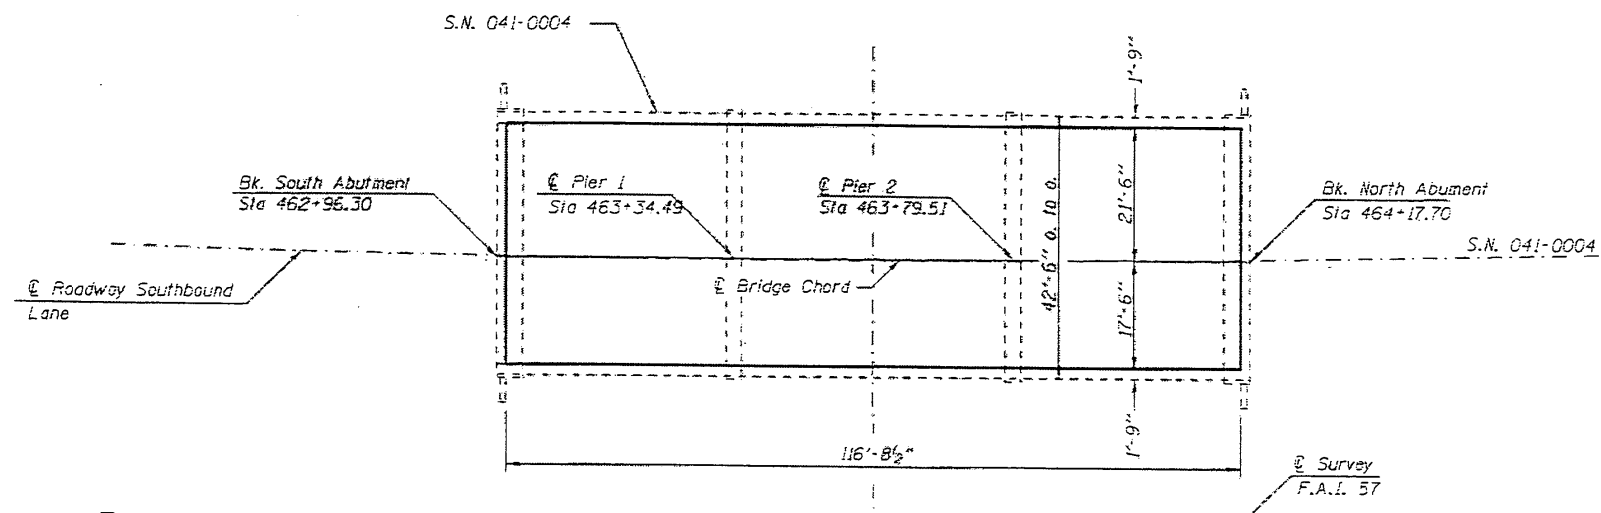 S.N. 041-0004
1'-9"
Bk. South Abutment
Sta 462+96.30
℄ Pier 1
Sta 463+34.49
℄ Pier 2
Sta 463+79.51
42'-6" o. to o.
21'-6"
Bk. North Abument
Sta 464+17.70
S.N. 041-0004
℄ Roadway Southbound
Lane
℄ Bridge Chord
17'-6"
1'-9"
116'-8½"
℄ Survey
F.A.I. 57